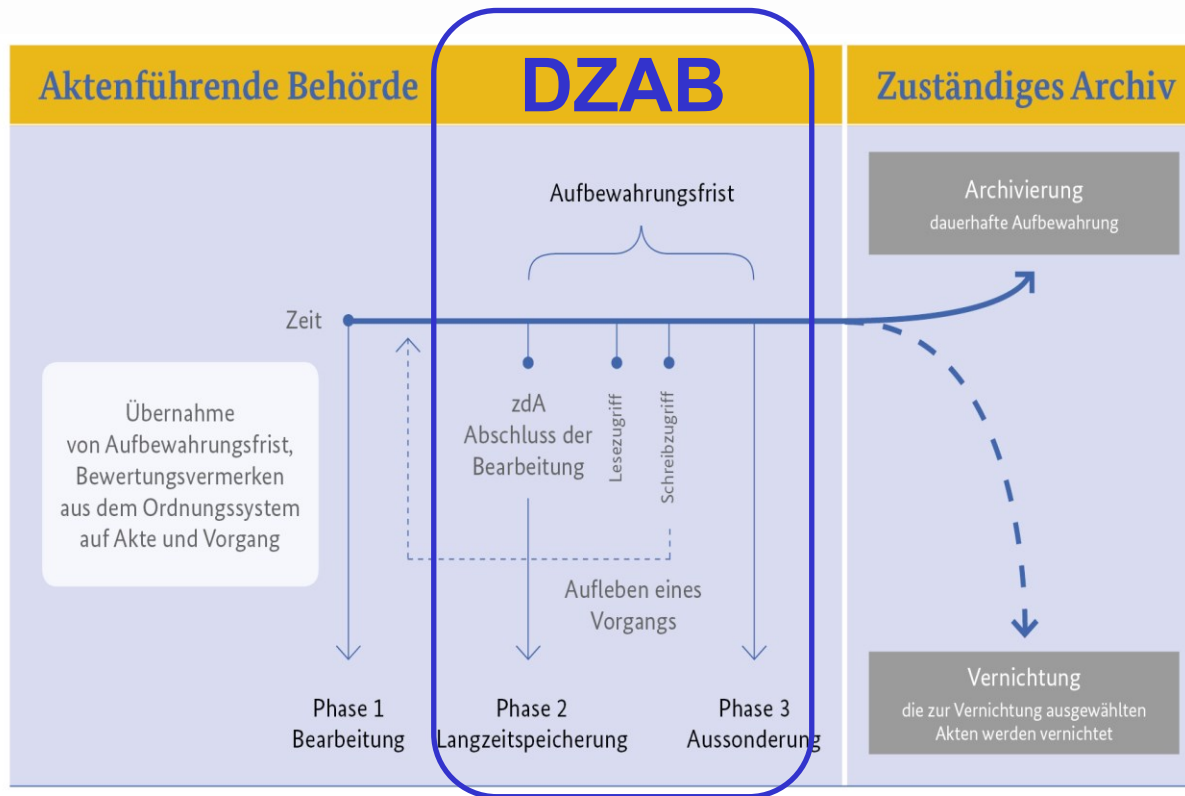 Aktenführende Behörde
DZAB
Zuständiges Archiv
Aufbewahrungsfrist
Archivierung
dauerhafte Aufbewahrung
Zeit
Übernahme
von Aufbewahrungsfrist,
Bewertungsvermerken
aus dem Ordnungssystem
auf Akte und Vorgang
zdA
Abschluss der
Bearbeitung
Lesezugriff
Schreibzugriff
Aufleben eines
Vorgangs
Phase 1
Bearbeitung
Phase 2
Langzeitspeicherung
Phase 3
Aussonderung
Vernichtung
die zur Vernichtung ausgewählten
Akten werden vernichtet